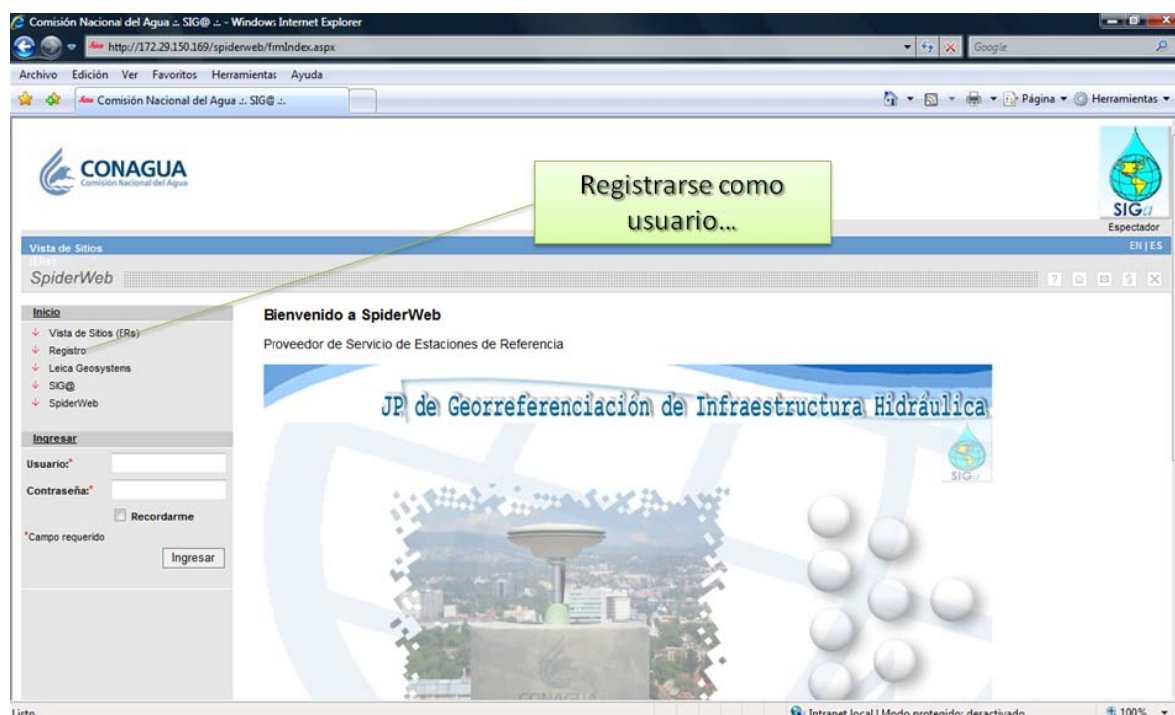 Comisión Nacional del Agua .:. SIG@ .:. - Windows Internet Explorer
http://172.29.150.169/spiderweb/frmIndex.aspx
Google
Archivo Edición Ver Favoritos Herramientas Ayuda
Comisión Nacional del Agua .:. SIG@ .:.
Página Herramientas
CONAGUA
Comisión Nacional del Agua
Registrarse como
usuario...
SIGa
Espectador
Vista de Sitios
(ERs)
EN | ES
SpiderWeb
Inicio
Vista de Sitios (ERs)
Registro
Leica Geosystems
SIG@
SpiderWeb
Bienvenido a SpiderWeb
Proveedor de Servicio de Estaciones de Referencia
JP de Georreferenciación de Infraestructura Hidráulica
SIGa
Ingresar
Usuario:*
Contraseña:*
Recordarme
*Campo requerido
Ingresar
CONAGUA
Listo
Intranet local | Modo protegido: desactivado
100%